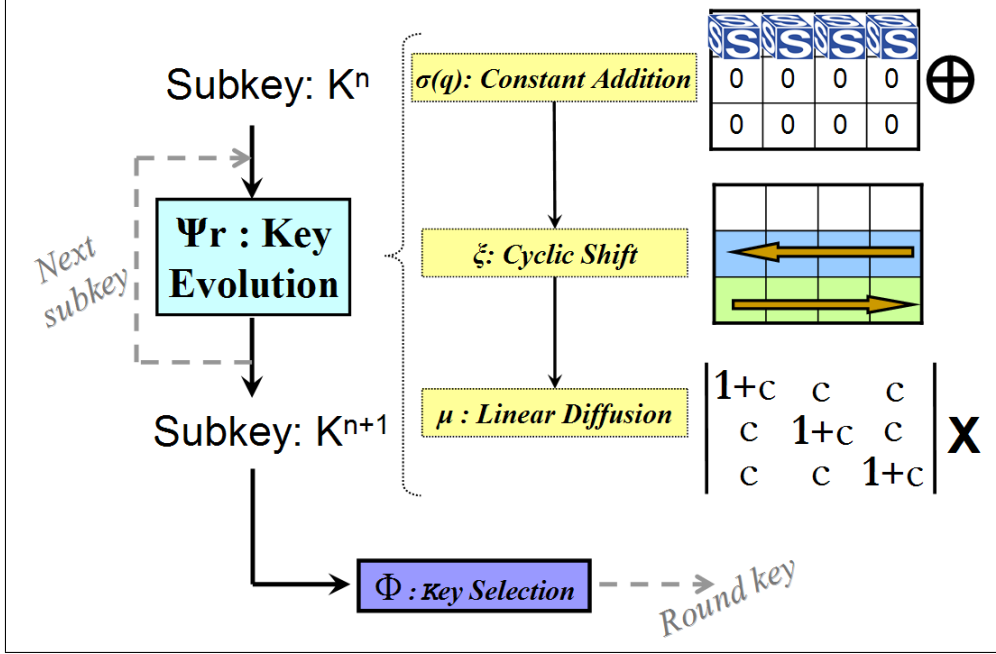 Subkey: Kⁿ
Ψr : Key
Evolution
Next
subkey
Subkey: Kⁿ⁺¹
σ(q): Constant Addition
ξ: Cyclic Shift
μ : Linear Diffusion
S S S S
0 0 0 0
0 0 0 0
⊕
1+c c c
c 1+c c
c c 1+c
X
Φ : Key Selection
Round key